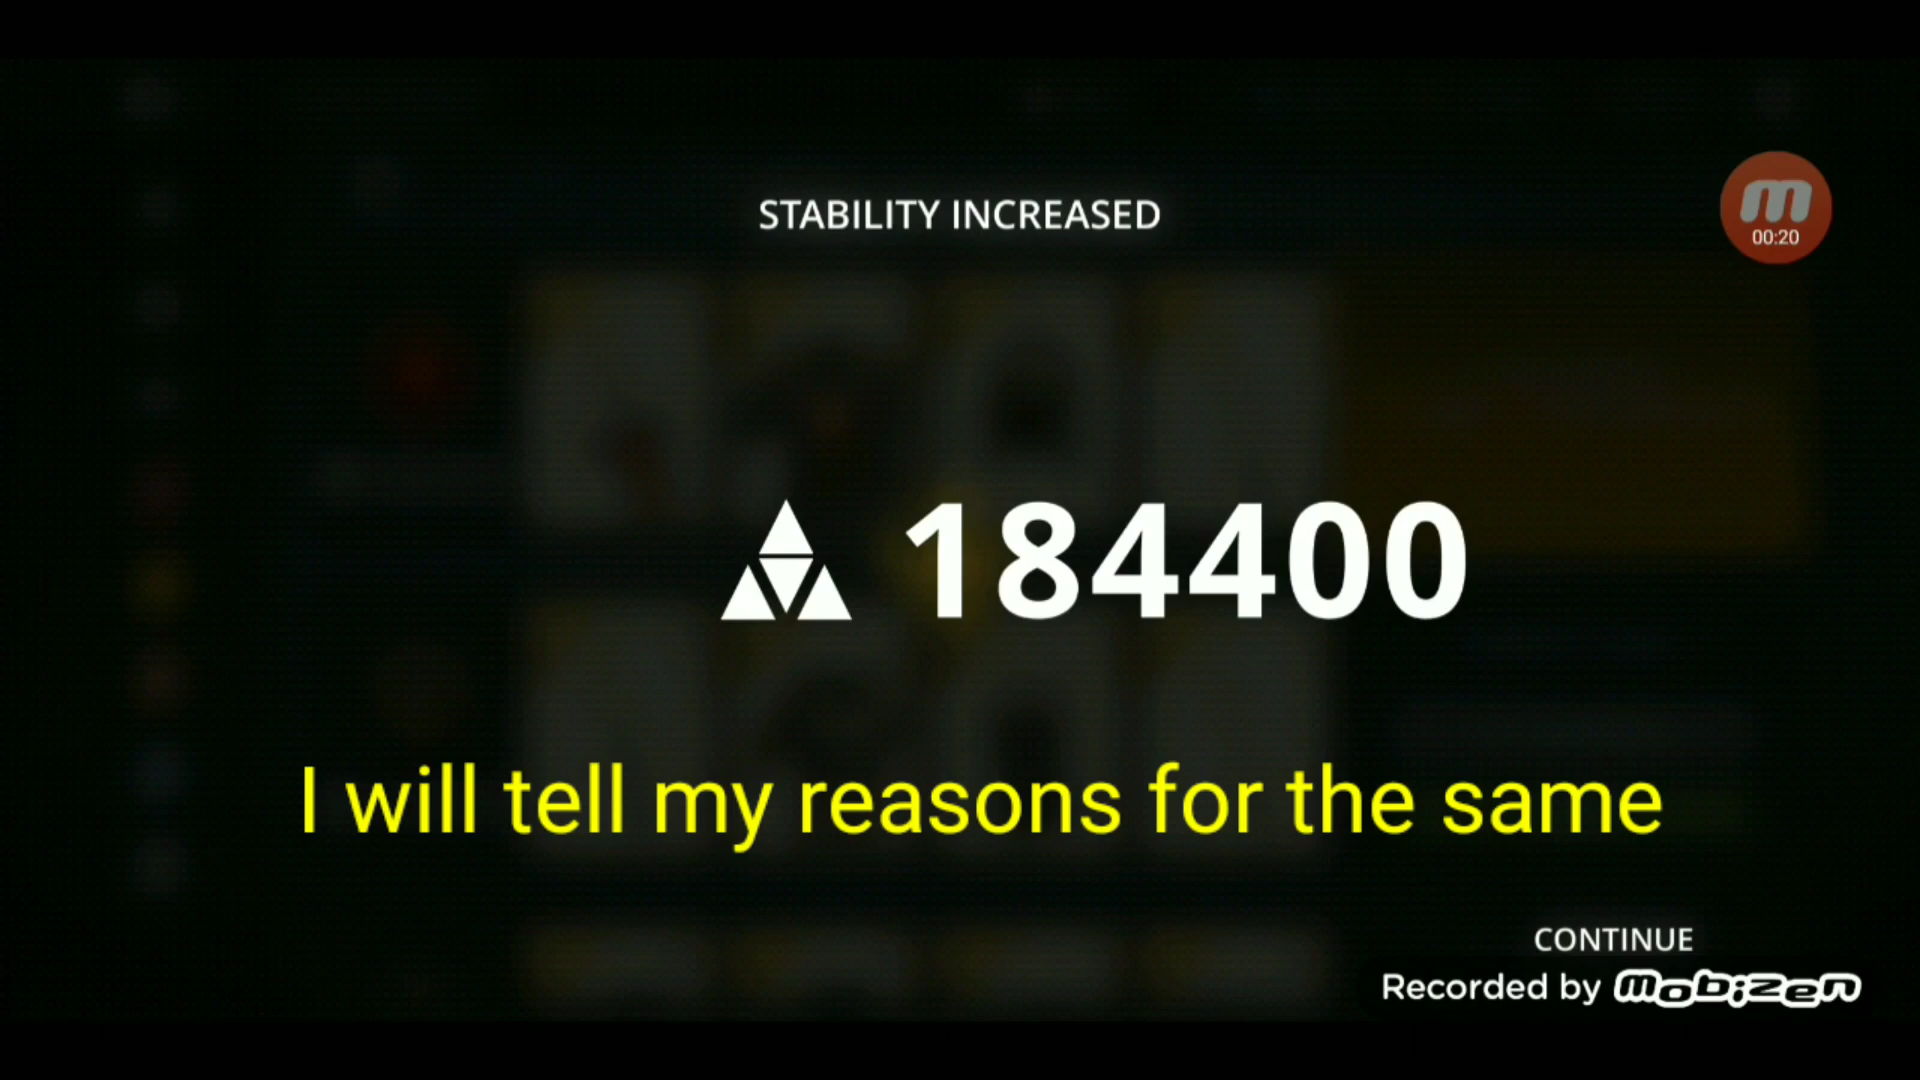 STABILITY INCREASED
m
00:20
184400
I will tell my reasons for the same
CONTINUE
Recorded by mobizen